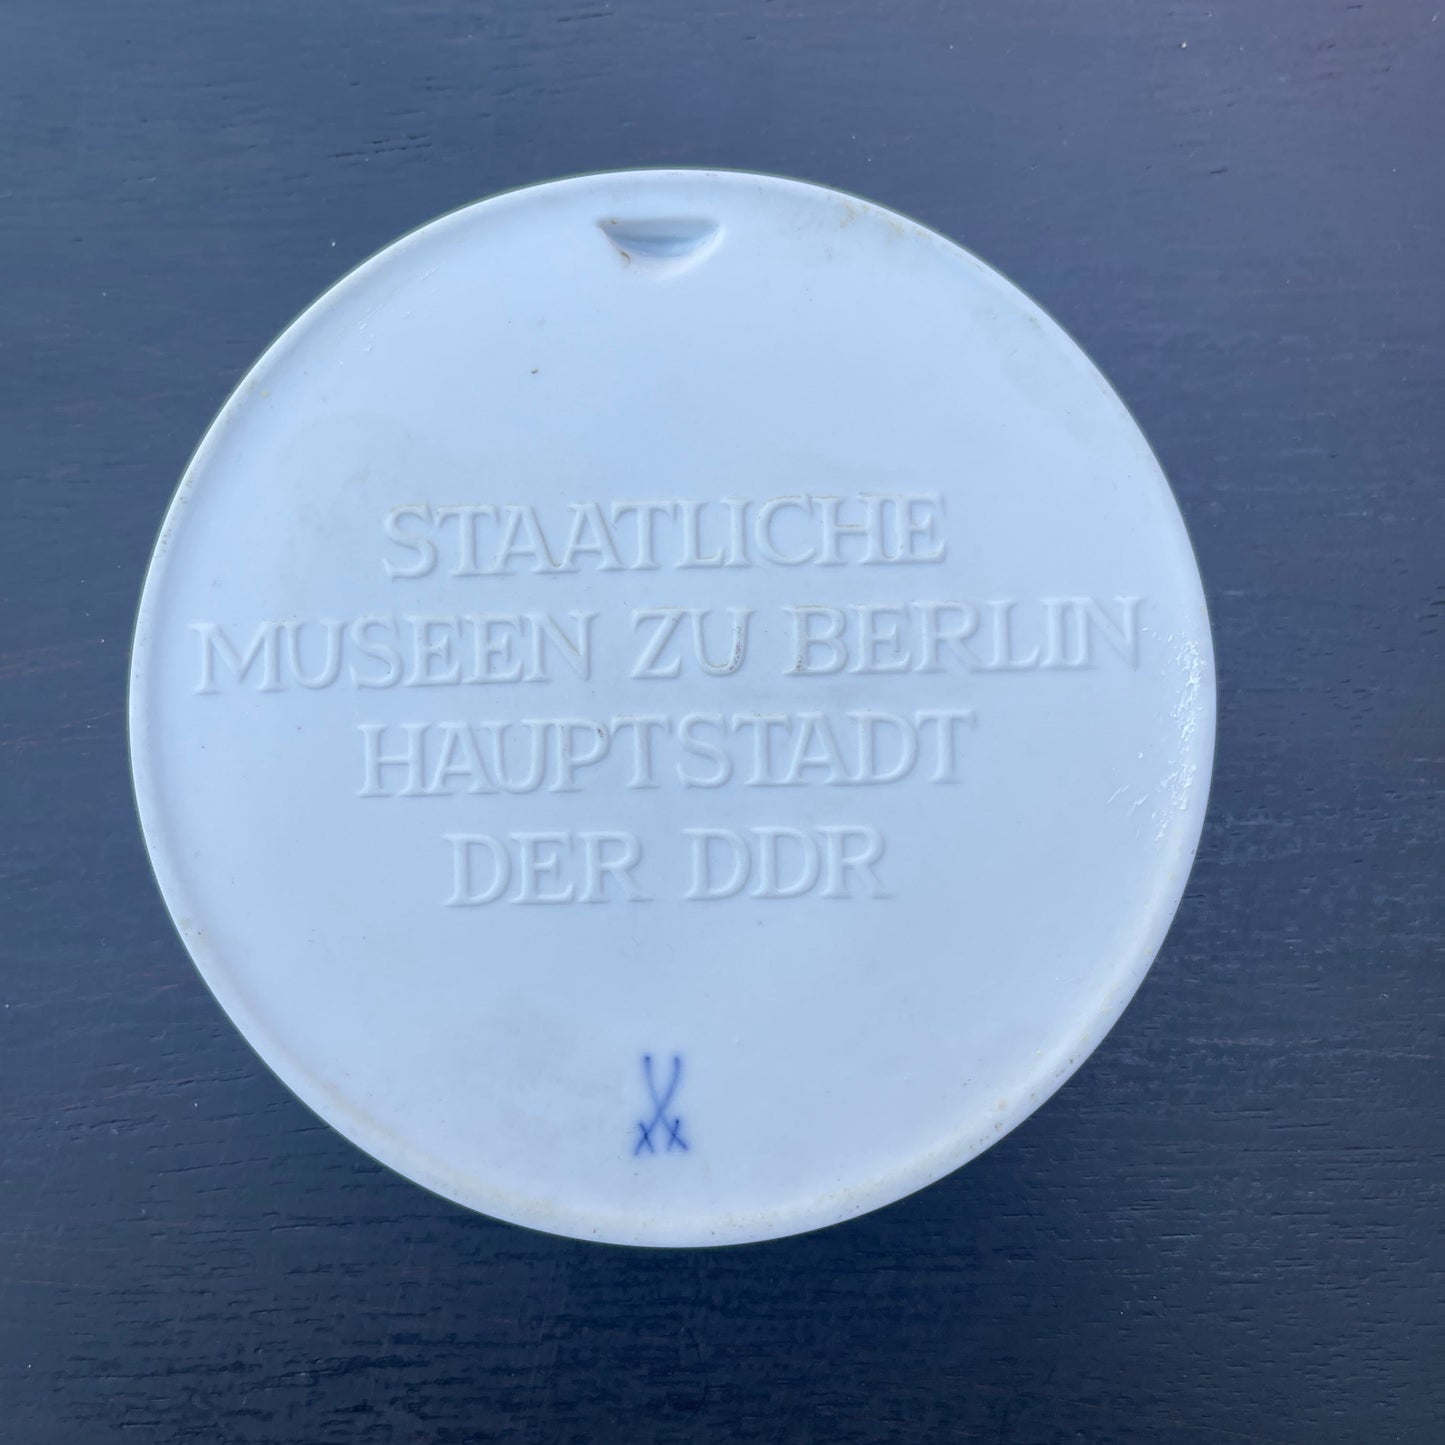 STAATLICHE
MUSEEN ZU BERLIN
HAUPTSTADT
DER DDR